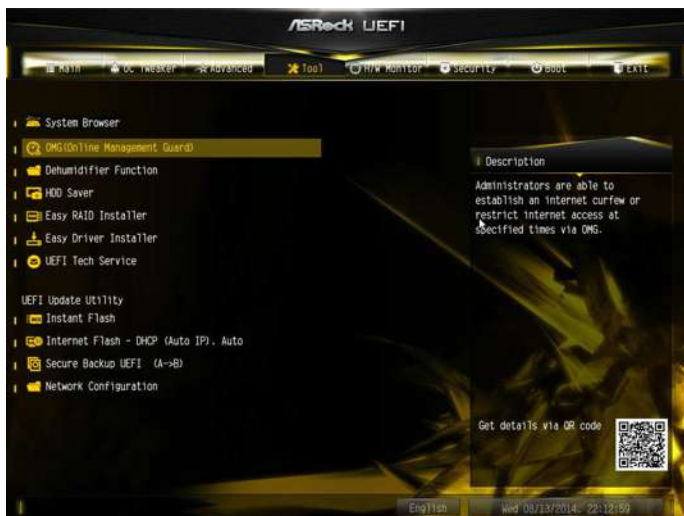 ASRock UEFI
Main OC Tweaker Advanced Tool H/W Monitor Security Boot Exit
System Browser
OMG(Online Management Guard)
Dehumidifier Function
HDD Saver
Easy RAID Installer
Easy Driver Installer
UEFI Tech Service
UEFI Update Utility
Instant Flash
Internet Flash - DHCP (Auto IP), Auto
Secure Backup UEFI (A->B)
Network Configuration
Description
Administrators are able to
establish an internet curfew or
restrict internet access at
specified times via OMG.
Get details via QR code
English
Wed 08/13/2014, 22:12:59